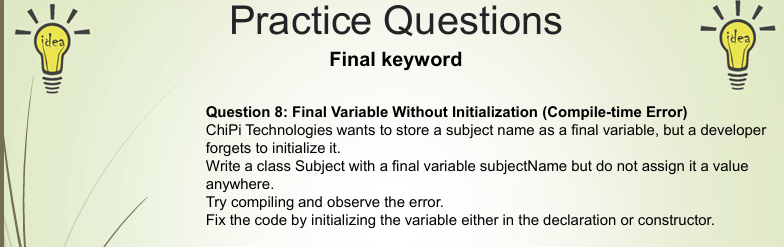 Practice Questions
idea
idea
Final keyword
Question 8: Final Variable Without Initialization (Compile-time Error)
ChiPi Technologies wants to store a subject name as a final variable, but a developer
forgets to initialize it.
Write a class Subject with a final variable subjectName but do not assign it a value
anywhere.
Try compiling and observe the error.
Fix the code by initializing the variable either in the declaration or constructor.